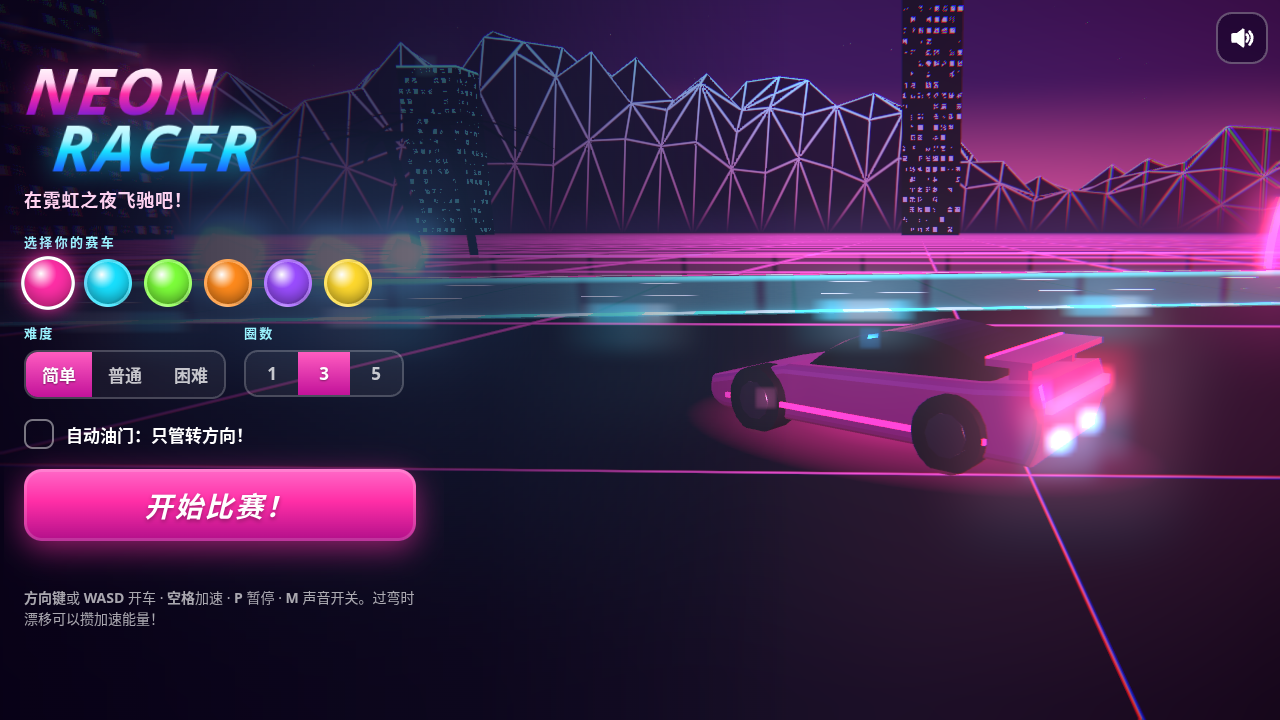 NEON
RACER
在霓虹之夜飞驰吧！
选择你的赛车
难度
圈数
简单 普通 困难
1 3 5
自动油门：只管转方向！
开始比赛！
方向键或 WASD 开车 · 空格加速 · P 暂停 · M 声音开关。过弯时
漂移可以攒加速能量！